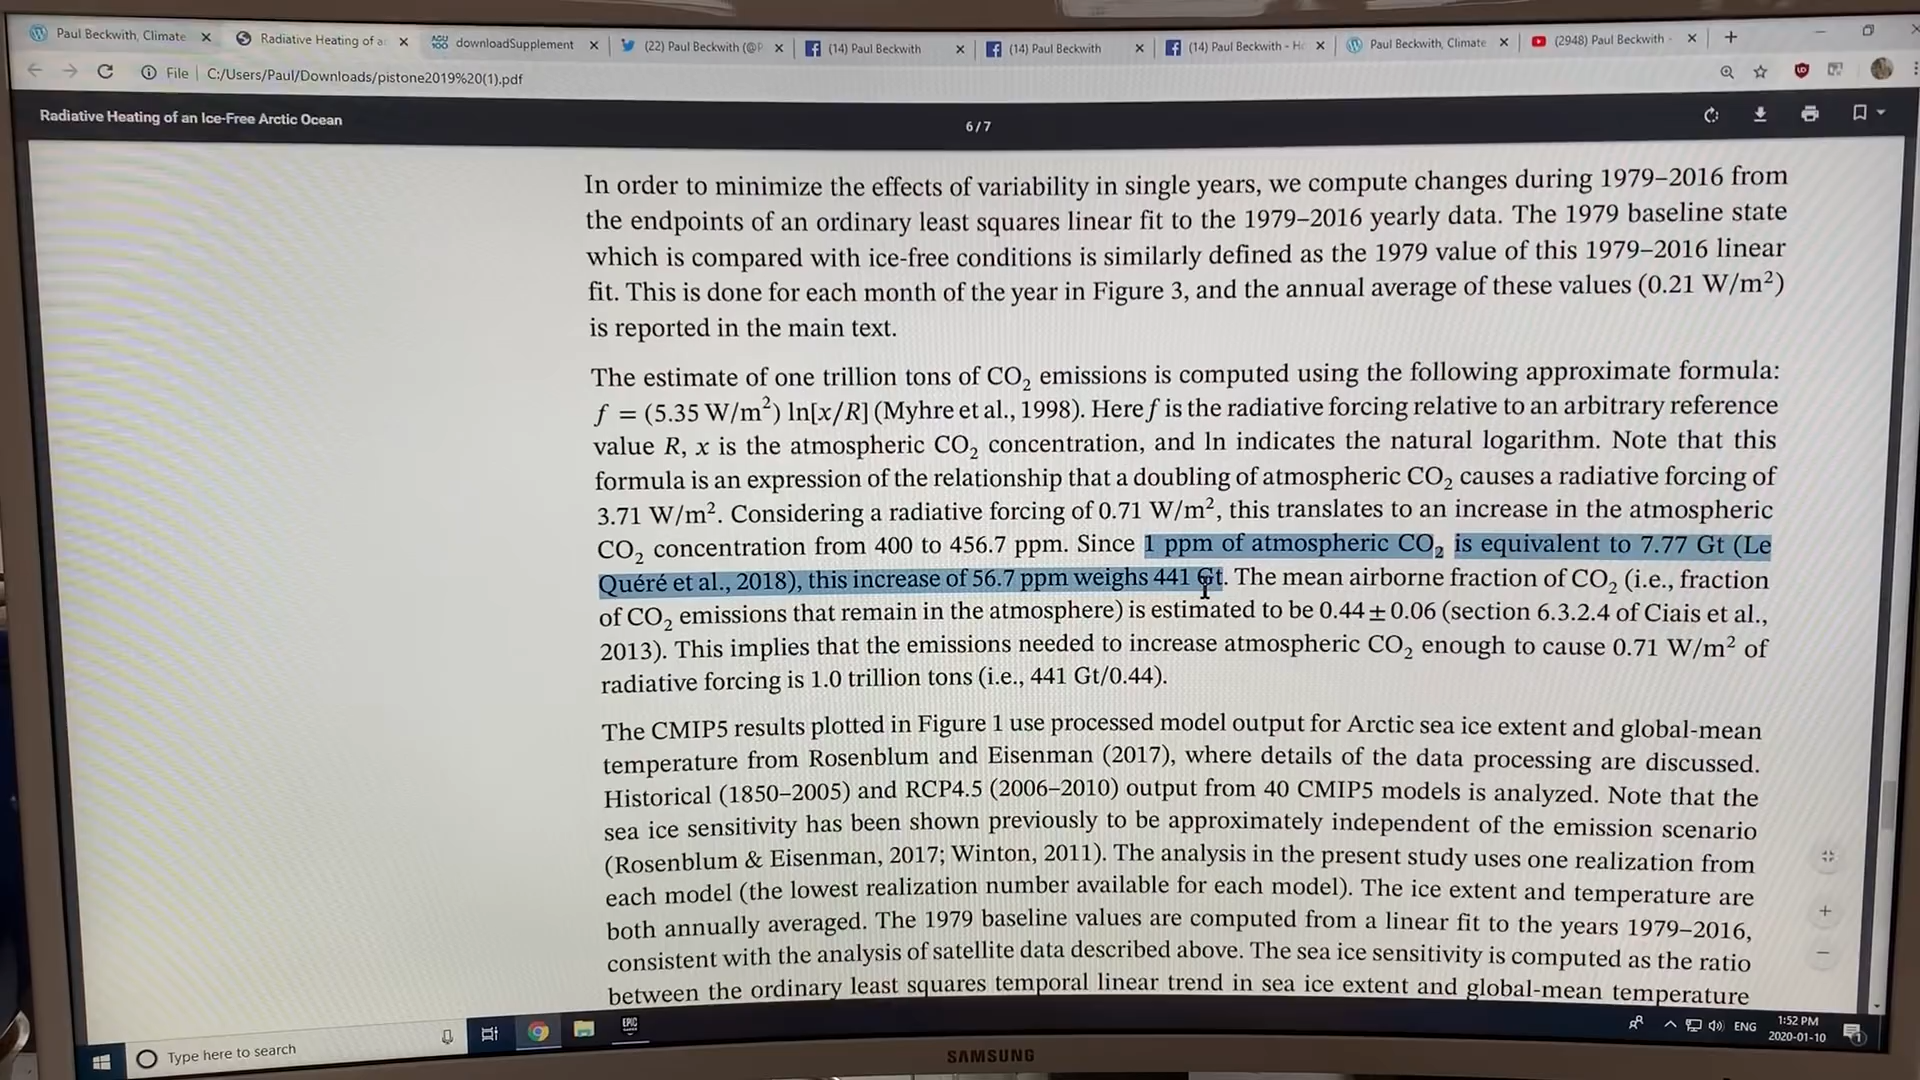 Paul Beckwith, Climate
Radiative Heating of a
AGU 100 downloadSupplement
(22) Paul Beckwith (@P
(14) Paul Beckwith
(14) Paul Beckwith
(14) Paul Beckwith - Ho
Paul Beckwith, Climate
(2948) Paul Beckwith -
File C:/Users/Paul/Downloads/pistone2019%20(1).pdf
Radiative Heating of an Ice-Free Arctic Ocean
6 / 7
In order to minimize the effects of variability in single years, we compute changes during 1979–2016 from
the endpoints of an ordinary least squares linear fit to the 1979–2016 yearly data. The 1979 baseline state
which is compared with ice-free conditions is similarly defined as the 1979 value of this 1979–2016 linear
fit. This is done for each month of the year in Figure 3, and the annual average of these values (0.21 W/m²)
is reported in the main text.
The estimate of one trillion tons of CO₂ emissions is computed using the following approximate formula:
f = (5.35 W/m²) ln[x/R] (Myhre et al., 1998). Here f is the radiative forcing relative to an arbitrary reference
value R, x is the atmospheric CO₂ concentration, and ln indicates the natural logarithm. Note that this
formula is an expression of the relationship that a doubling of atmospheric CO₂ causes a radiative forcing of
3.71 W/m². Considering a radiative forcing of 0.71 W/m², this translates to an increase in the atmospheric
CO₂ concentration from 400 to 456.7 ppm. Since 1 ppm of atmospheric CO₂ is equivalent to 7.77 Gt (Le
Quéré et al., 2018), this increase of 56.7 ppm weighs 441 Gt. The mean airborne fraction of CO₂ (i.e., fraction
of CO₂ emissions that remain in the atmosphere) is estimated to be 0.44 ± 0.06 (section 6.3.2.4 of Ciais et al.,
2013). This implies that the emissions needed to increase atmospheric CO₂ enough to cause 0.71 W/m² of
radiative forcing is 1.0 trillion tons (i.e., 441 Gt/0.44).
The CMIP5 results plotted in Figure 1 use processed model output for Arctic sea ice extent and global-mean
temperature from Rosenblum and Eisenman (2017), where details of the data processing are discussed.
Historical (1850–2005) and RCP4.5 (2006–2010) output from 40 CMIP5 models is analyzed. Note that the
sea ice sensitivity has been shown previously to be approximately independent of the emission scenario
(Rosenblum & Eisenman, 2017; Winton, 2011). The analysis in the present study uses one realization from
each model (the lowest realization number available for each model). The ice extent and temperature are
both annually averaged. The 1979 baseline values are computed from a linear fit to the years 1979–2016,
consistent with the analysis of satellite data described above. The sea ice sensitivity is computed as the ratio
between the ordinary least squares temporal linear trend in sea ice extent and global-mean temperature
Type here to search
EPIC
ENG
1:52 PM
2020-01-10
SAMSUNG